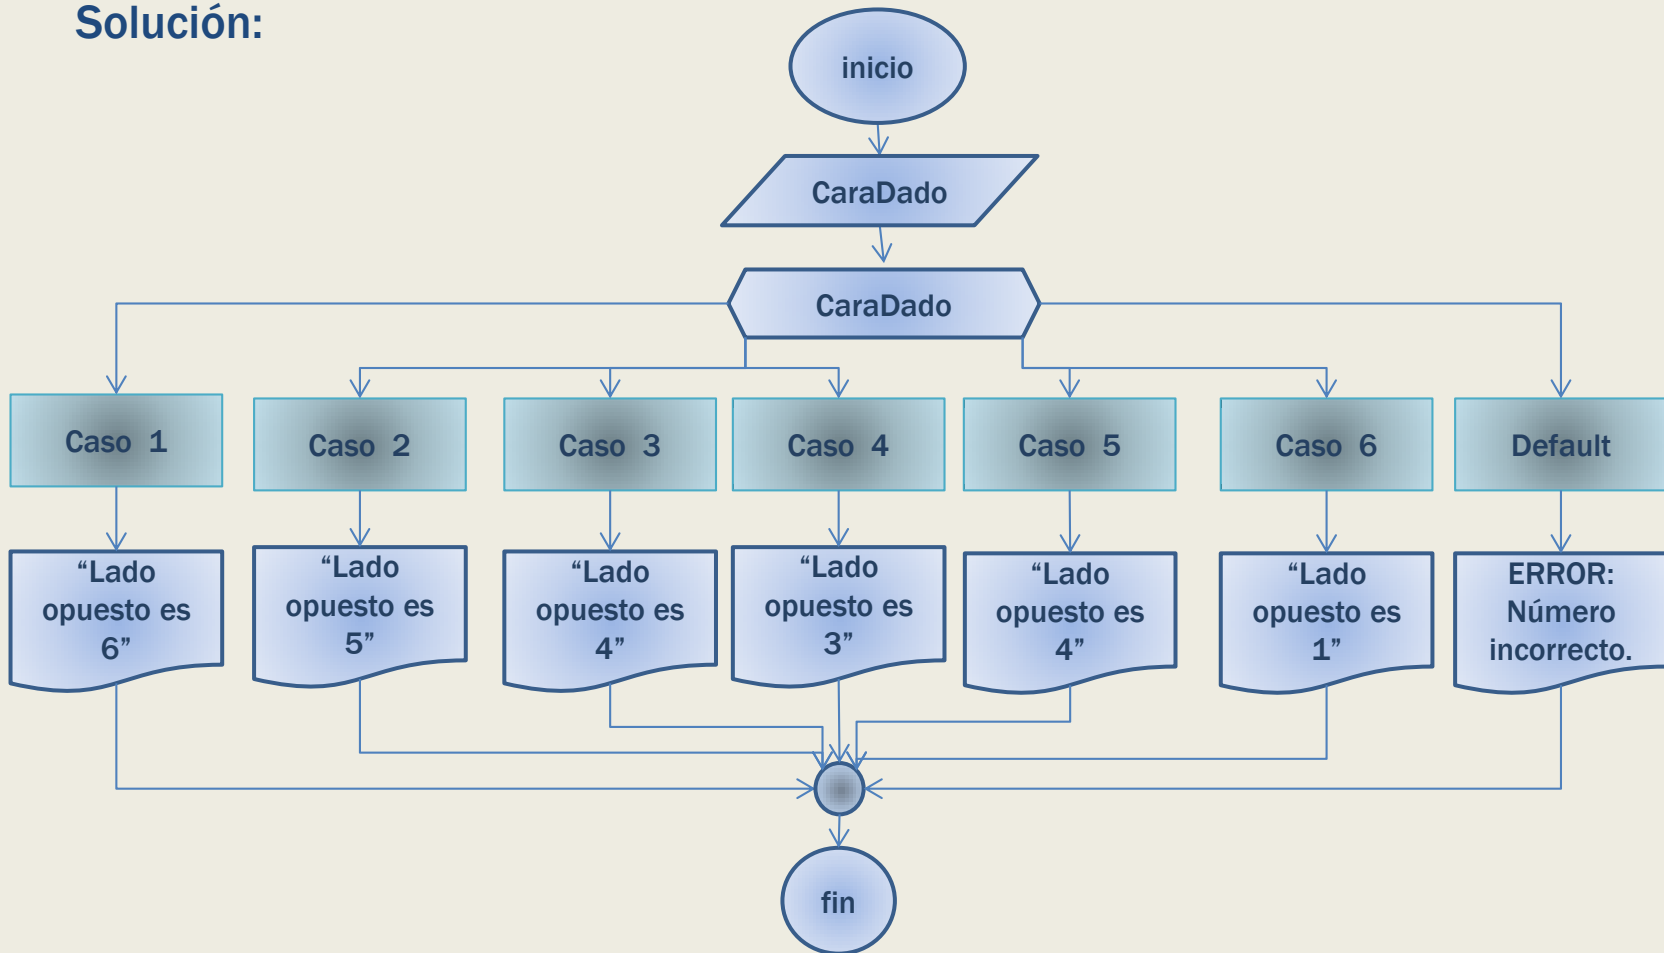 Solución:
inicio
CaraDado
CaraDado
Caso 1
Caso 2
Caso 3
Caso 4
Caso 5
Caso 6
Default
“Lado
opuesto es
6”
“Lado
opuesto es
5”
“Lado
opuesto es
4”
“Lado
opuesto es
3”
“Lado
opuesto es
4”
“Lado
opuesto es
1”
ERROR:
Número
incorrecto.
fin